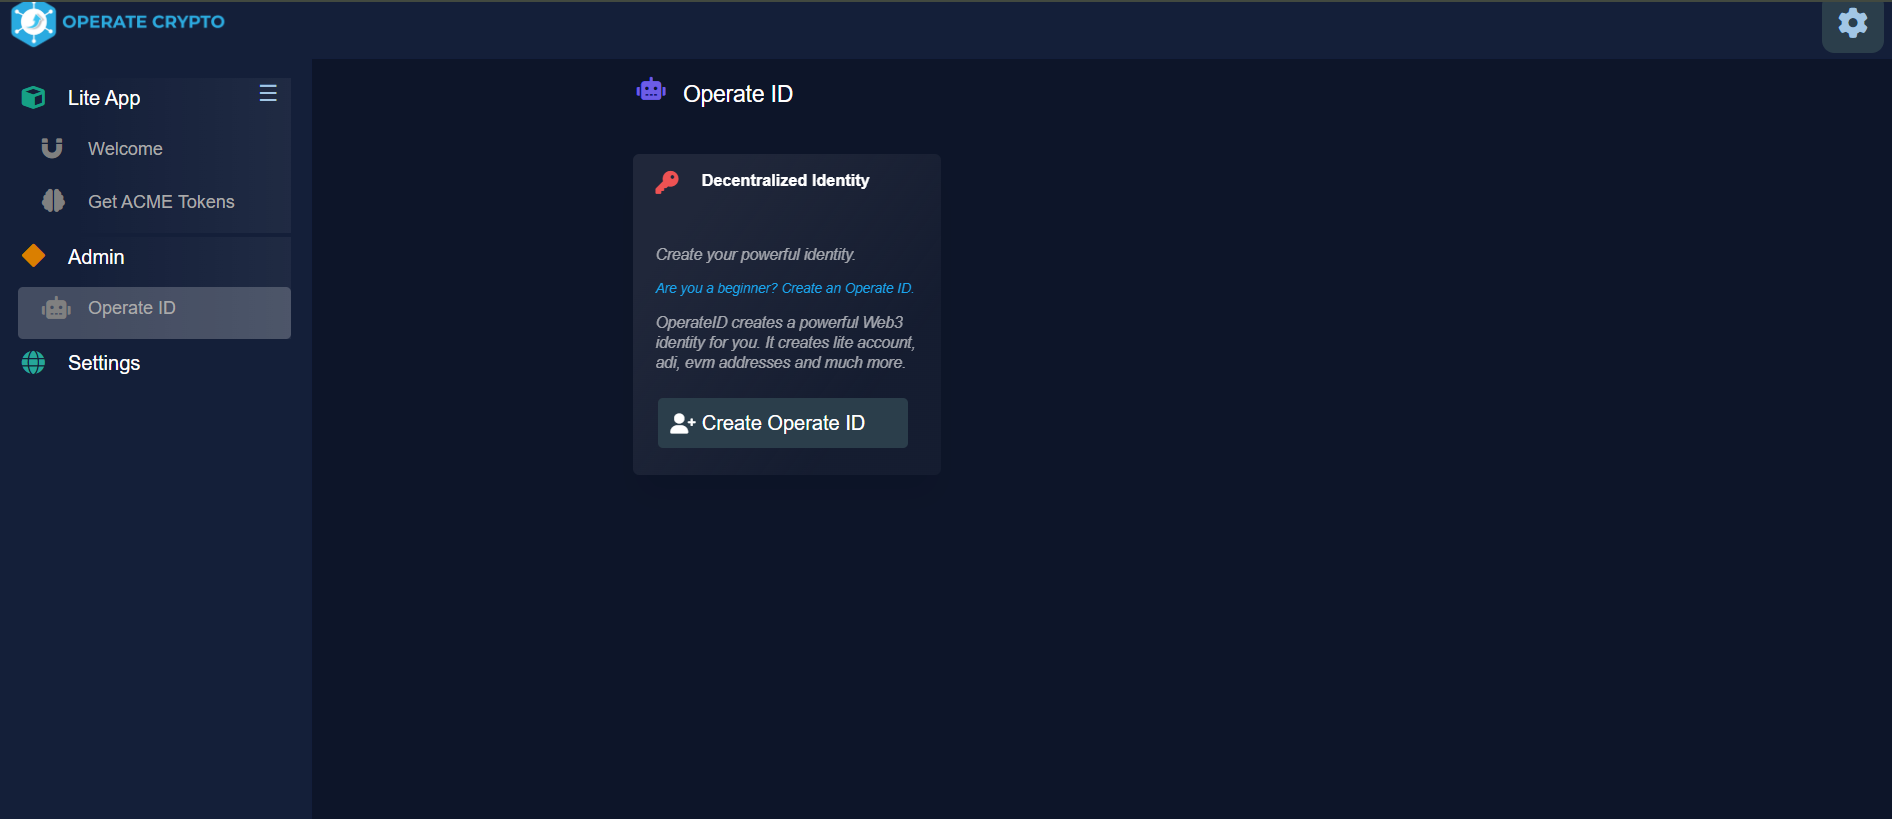 OPERATE CRYPTO
Lite App
Welcome
Get ACME Tokens
Admin
Operate ID
Settings
Operate ID
Decentralized Identity
Create your powerful identity.
Are you a beginner? Create an Operate ID.
OperateID creates a powerful Web3
identity for you. It creates lite account,
adi, evm addresses and much more.
Create Operate ID